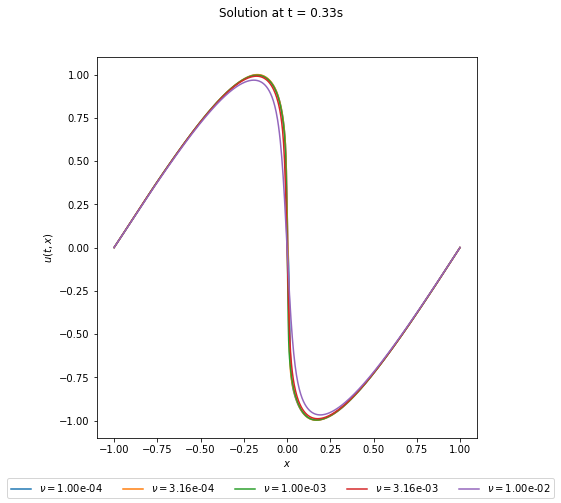 Solution at t = 0.33s
1.00
0.75
0.50
0.25
0.00
−0.25
−0.50
−0.75
−1.00
u(t, x)
−1.00 −0.75 −0.50 −0.25 0.00 0.25 0.50 0.75 1.00
x
ν = 1.00e-04 ν = 3.16e-04 ν = 1.00e-03 ν = 3.16e-03 ν = 1.00e-02